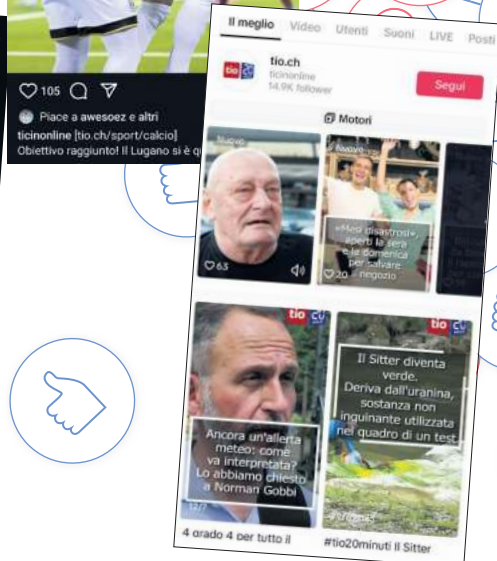 105
Piace a awesoez e altri
ticinonline [tio.ch/sport/calcio]
Obiettivo raggiunto! Il Lugano si è
Il meglio Video Utenti Suoni LIVE Posti
tio
tio.ch
ticinonline
14.9K follower
Segui
Motori
Nuovo
63
Nuovo
«Mesi disastrosi»,
aperti la sera
e la domenica
per salvare
negozio
20
tio
Ancora un'allerta
meteo: come
va interpretata?
Lo abbiamo chiesto
a Norman Gobbi
4 grado 4 per tutto il
tio
Il Sitter diventa
verde.
Deriva dall'uranina,
sostanza non
inquinante utilizzata
nel quadro di un test
#tio20minuti Il Sitter